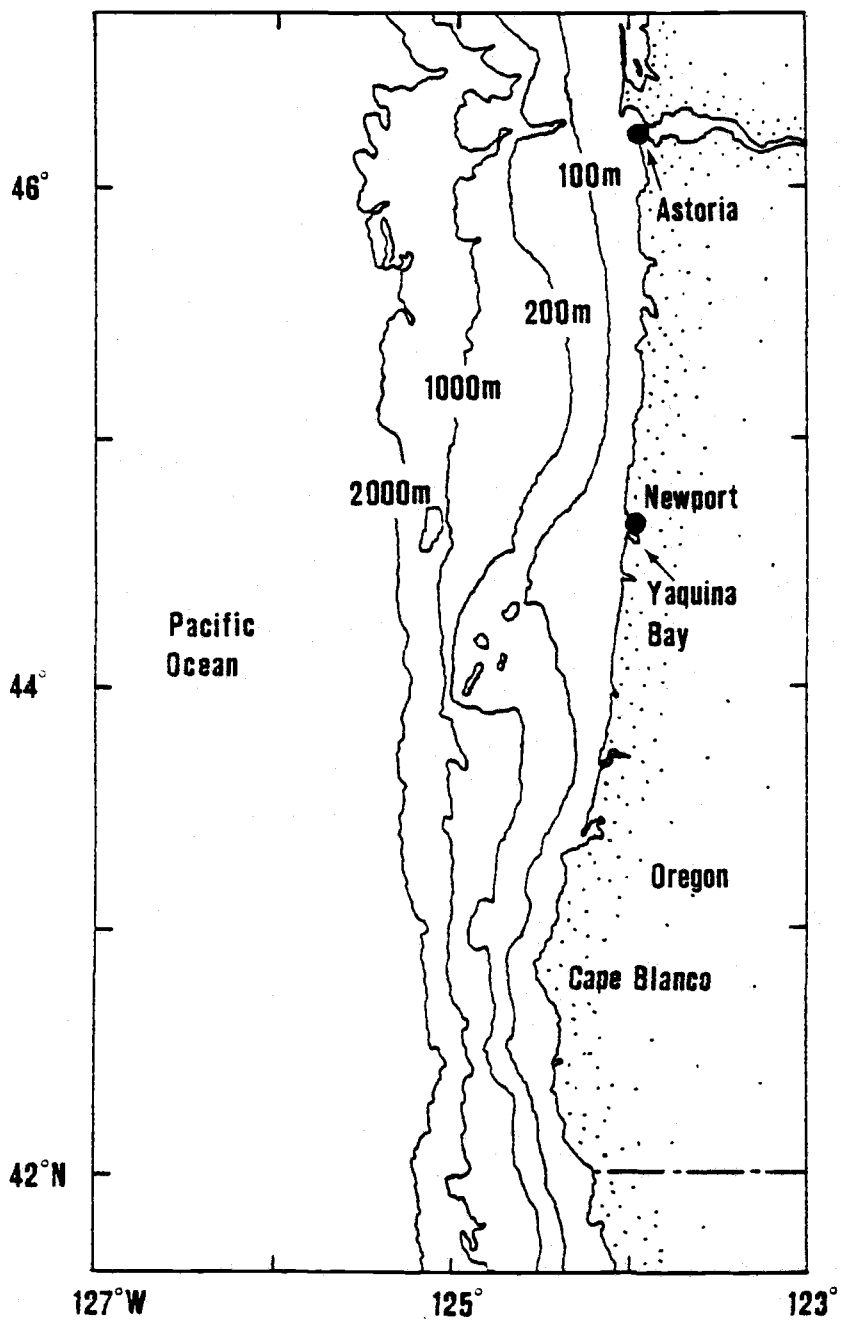 46°
100m
Astoria
200m
1000m
2000m
Newport
Yaquina
Bay
Pacific
Ocean
44°
Oregon
Cape Blanco
42°N
127°W
125°
123°